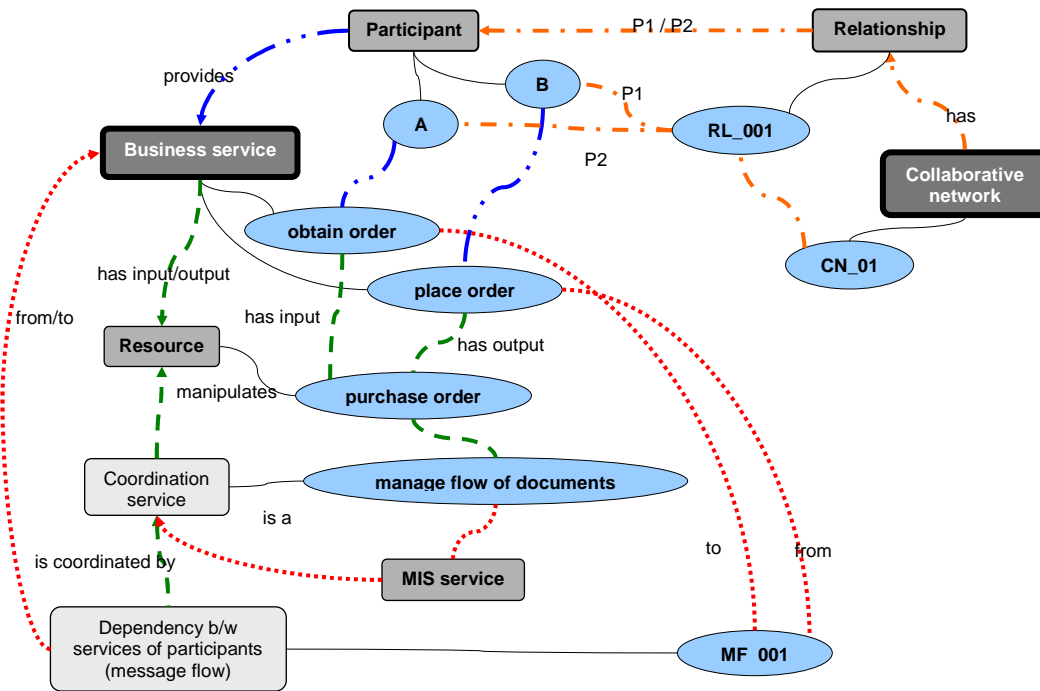 Participant
P1 / P2
Relationship
provides
B
P1
A
RL_001
has
Business service
P2
Collaborative
network
obtain order
CN_01
has input/output
place order
from/to
has input
has output
Resource
manipulates
purchase order
Coordination
service
manage flow of documents
is a
to
from
is coordinated by
MIS service
Dependency b/w
services of participants
(message flow)
MF_001